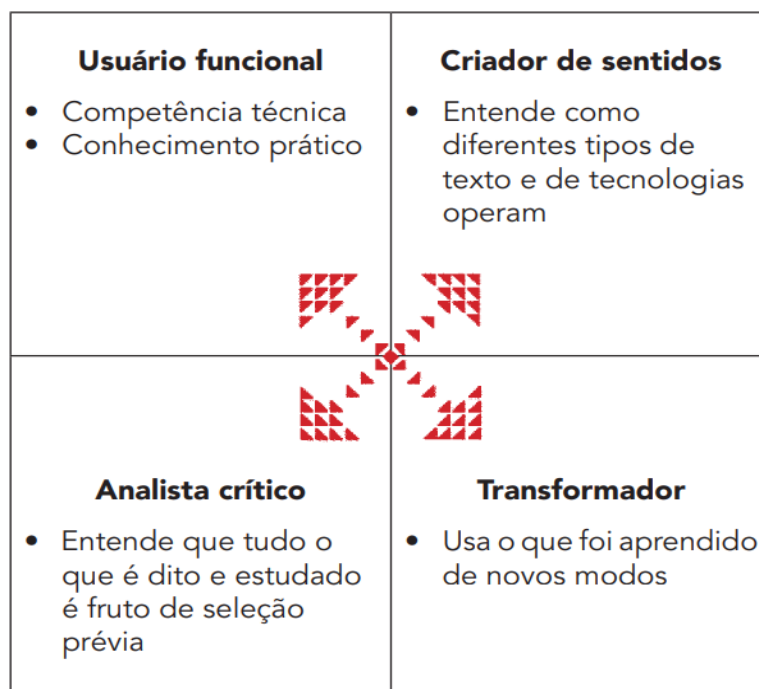 Usuário funcional
• Competência técnica
• Conhecimento prático
Criador de sentidos
• Entende como
diferentes tipos de
texto e de tecnologias
operam
Analista crítico
• Entende que tudo o
que é dito e estudado
é fruto de seleção
prévia
Transformador
• Usa o que foi aprendido
de novos modos